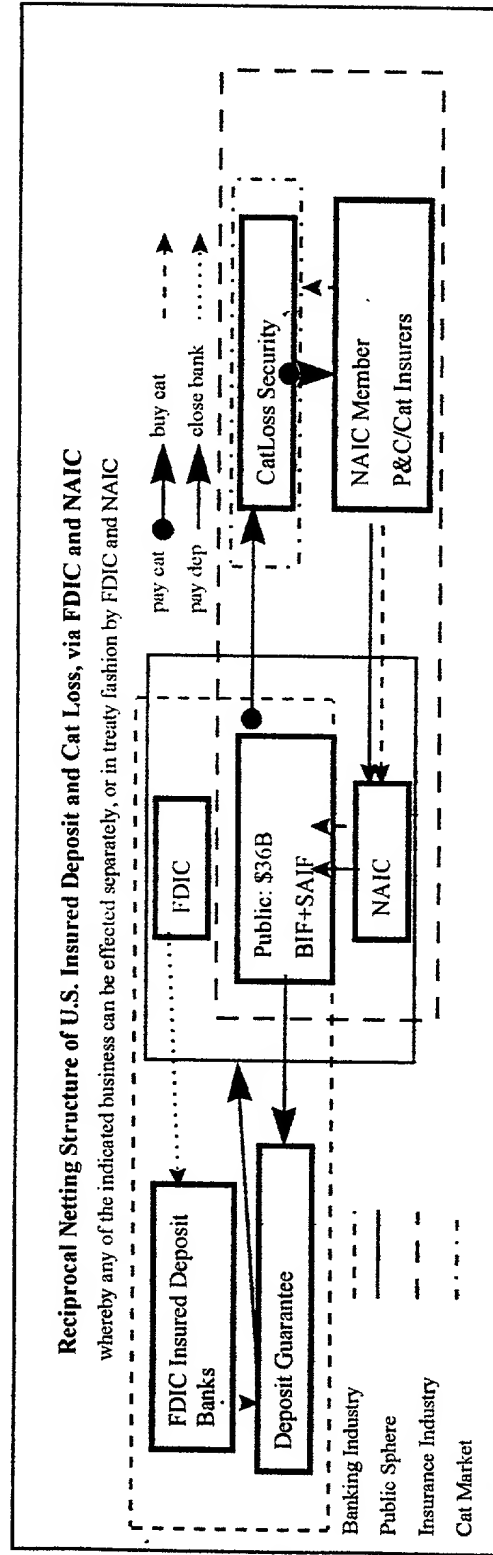 Reciprocal Netting Structure of U.S. Insured Deposit and Cat Loss, via FDIC and NAIC
whereby any of the indicated business can be effected separately, or in treaty fashion by FDIC and NAIC
pay cat
buy cat
pay dep
close bank
FDIC Insured Deposit
Banks
FDIC
CatLoss Security
Deposit Guarantee
Public: $36B
BIF+SAIF
NAIC
NAIC Member
P&C/Cat Insurers
Banking Industry
Public Sphere
Insurance Industry
Cat Market